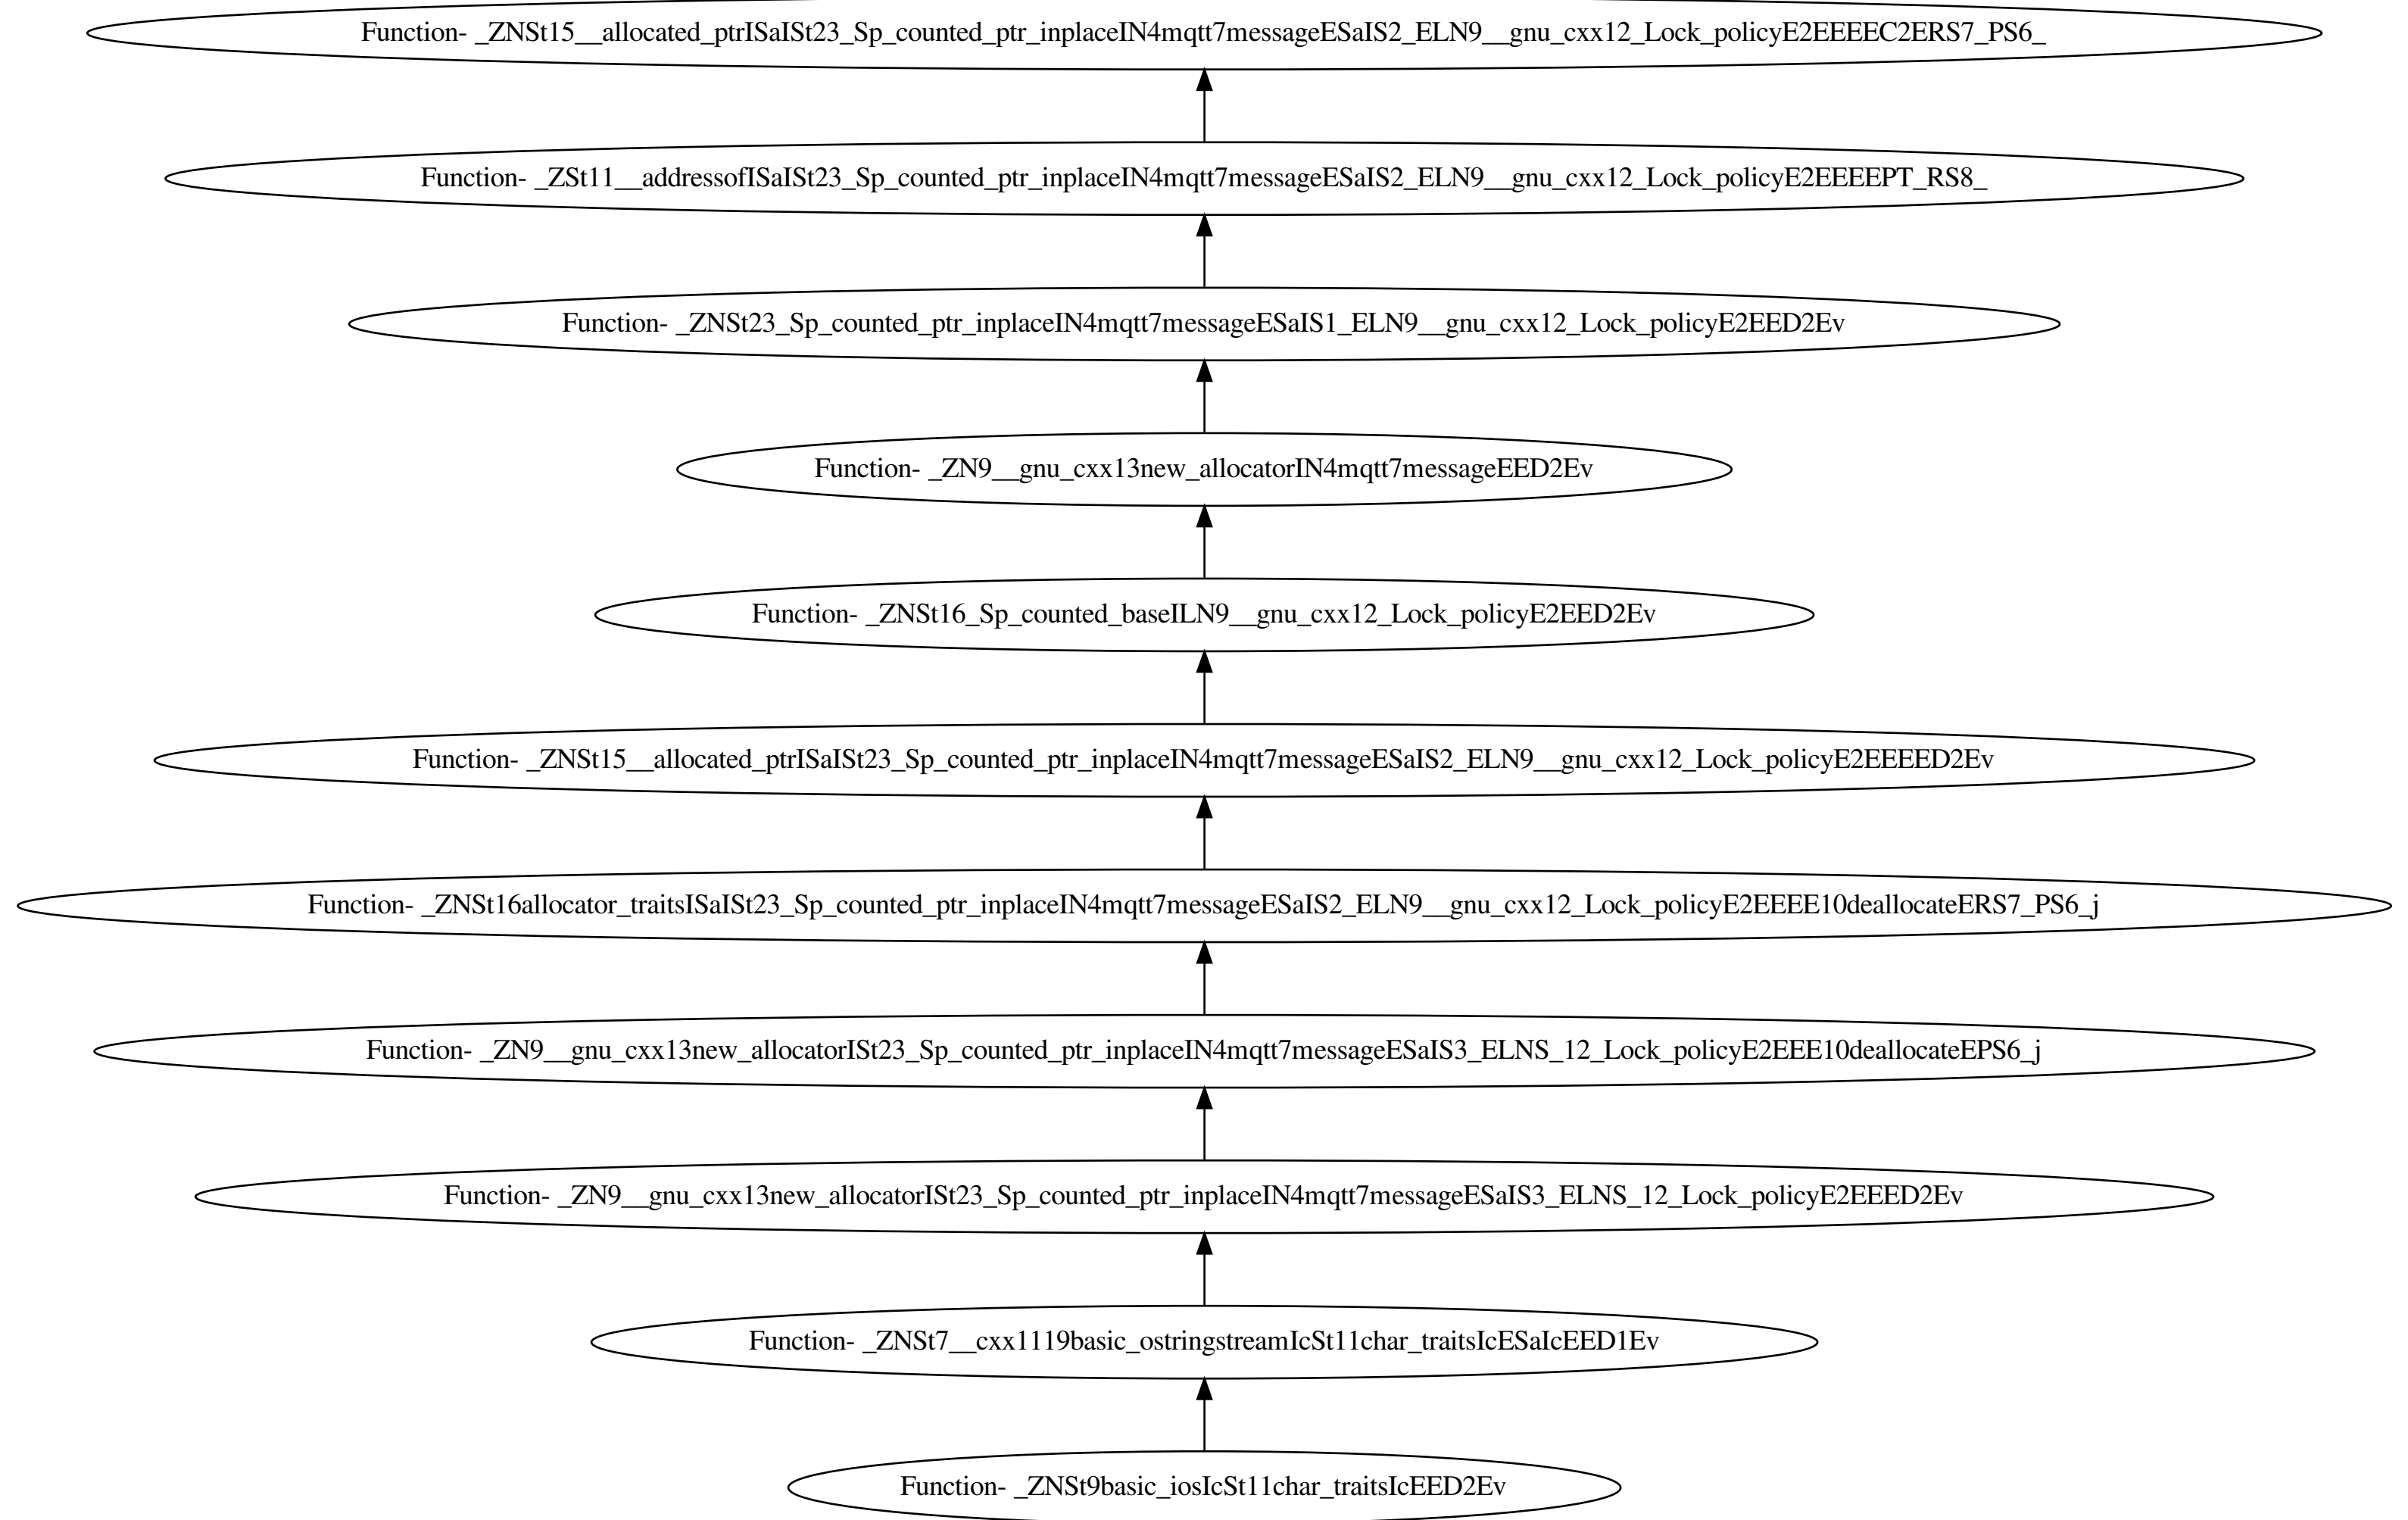 Function- _ZNSt15__allocated_ptrISaISt23_Sp_counted_ptr_inplaceIN4mqtt7messageESaIS2_ELN9__gnu_cxx12_Lock_policyE2EEEEC2ERS7_PS6_
Function- _ZSt11__addressofISaISt23_Sp_counted_ptr_inplaceIN4mqtt7messageESaIS2_ELN9__gnu_cxx12_Lock_policyE2EEEEPT_RS8_
Function- _ZNSt23_Sp_counted_ptr_inplaceIN4mqtt7messageESaIS1_ELN9__gnu_cxx12_Lock_policyE2EED2Ev
Function- _ZN9__gnu_cxx13new_allocatorIN4mqtt7messageEED2Ev
Function- _ZNSt16_Sp_counted_baseILN9__gnu_cxx12_Lock_policyE2EED2Ev
Function- _ZNSt15__allocated_ptrISaISt23_Sp_counted_ptr_inplaceIN4mqtt7messageESaIS2_ELN9__gnu_cxx12_Lock_policyE2EEEED2Ev
Function- _ZNSt16allocator_traitsISaISt23_Sp_counted_ptr_inplaceIN4mqtt7messageESaIS2_ELN9__gnu_cxx12_Lock_policyE2EEEE10deallocateERS7_PS6_j
Function- _ZN9__gnu_cxx13new_allocatorISt23_Sp_counted_ptr_inplaceIN4mqtt7messageESaIS3_ELNS_12_Lock_policyE2EEE10deallocateEPS6_j
Function- _ZN9__gnu_cxx13new_allocatorISt23_Sp_counted_ptr_inplaceIN4mqtt7messageESaIS3_ELNS_12_Lock_policyE2EEED2Ev
Function- _ZNSt7__cxx1119basic_ostringstreamIcSt11char_traitsIcESaIcEED1Ev
Function- _ZNSt9basic_iosIcSt11char_traitsIcEED2Ev